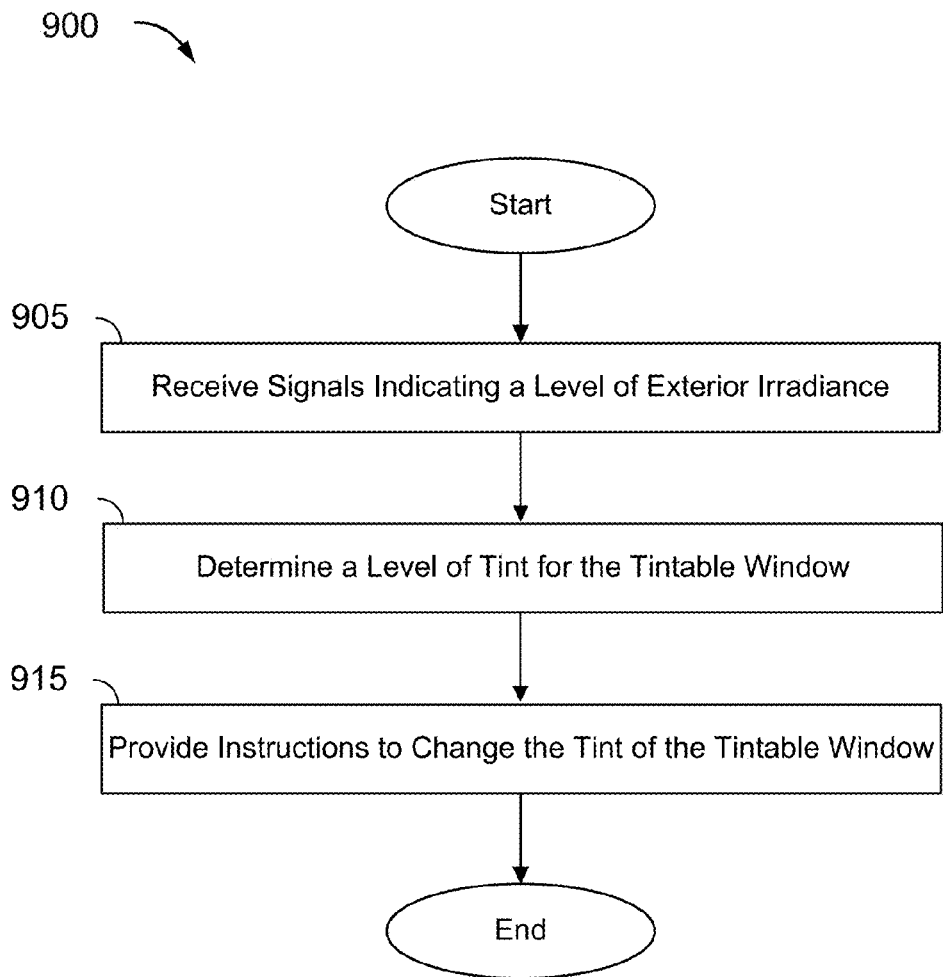 900
Start
905
Receive Signals Indicating a Level of Exterior Irradiance
910
Determine a Level of Tint for the Tintable Window
915
Provide Instructions to Change the Tint of the Tintable Window
End